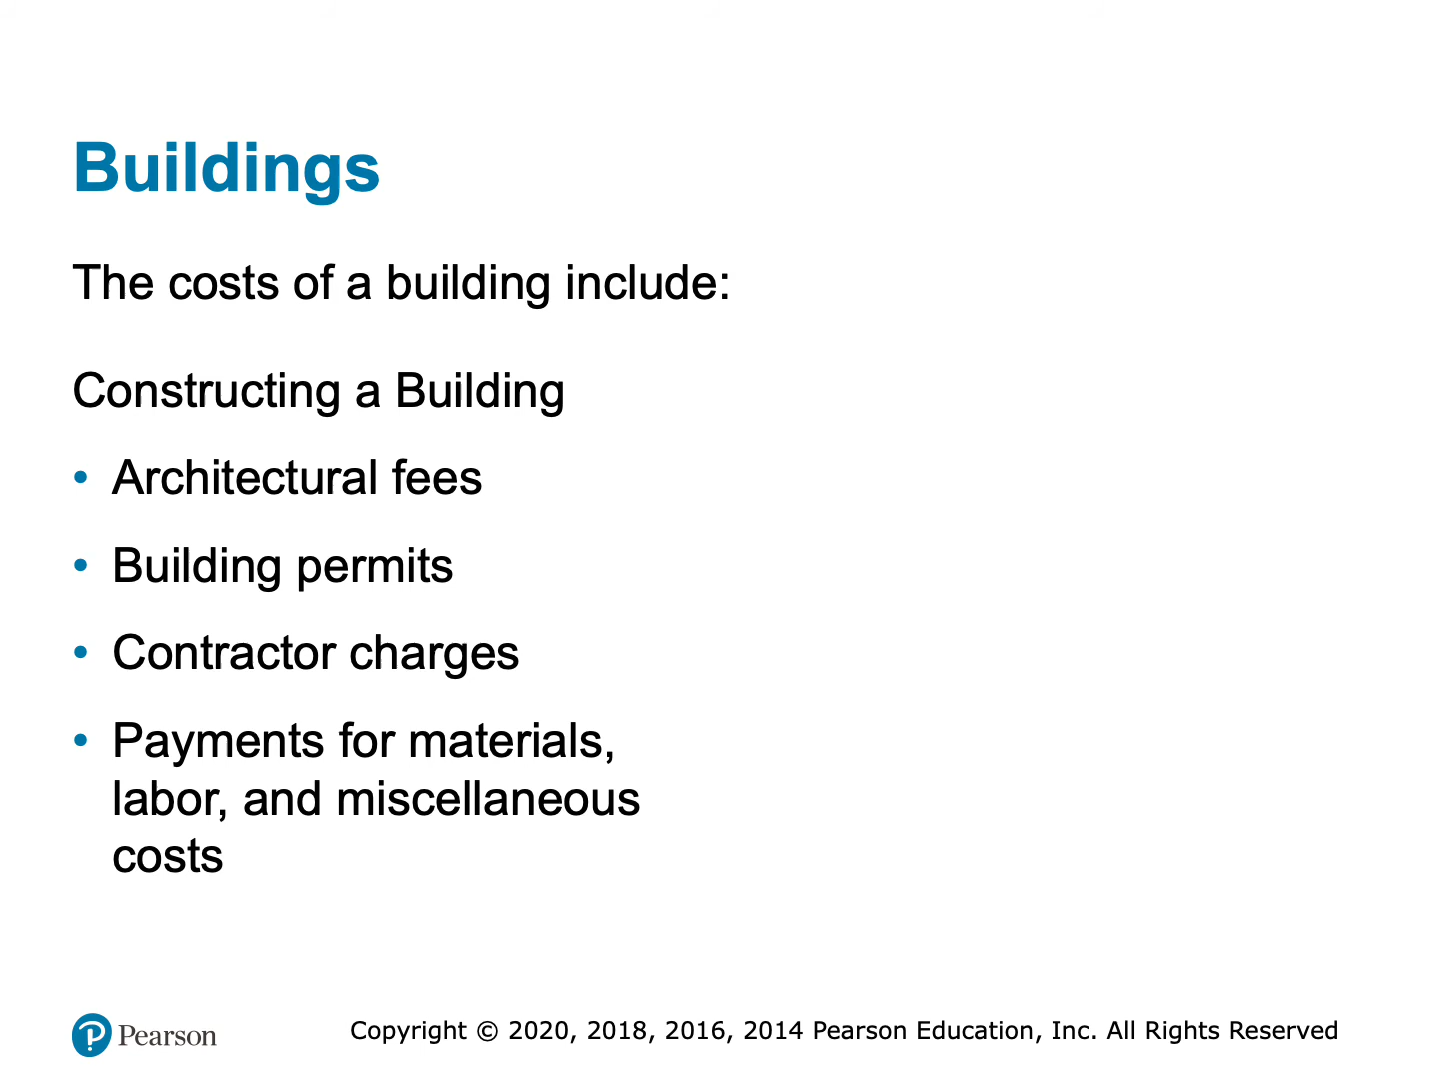 Buildings
The costs of a building include:
Constructing a Building
• Architectural fees
• Building permits
• Contractor charges
• Payments for materials,
labor, and miscellaneous
costs
Pearson
Copyright © 2020, 2018, 2016, 2014 Pearson Education, Inc. All Rights Reserved